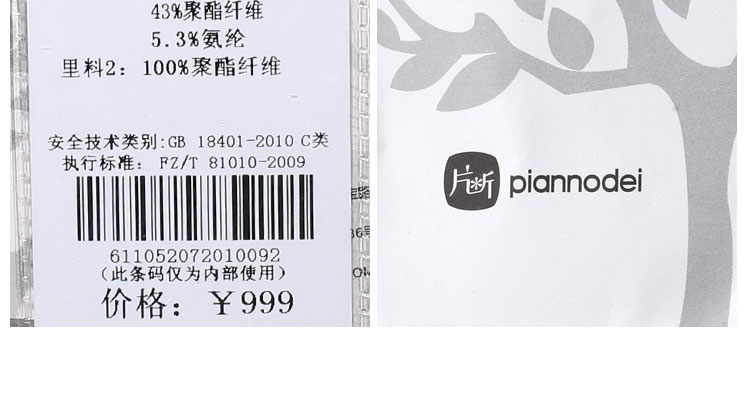 43%聚酯纤维
5.3%氨纶
里料2: 100%聚酯纤维
安全技术类别:GB 18401-2010 C类
执行标准: FZ/T 81010-2009
611052072010092
(此条码仅为内部使用)
价格: ¥999
片断 piannodei